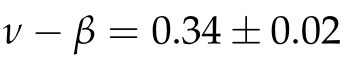 ν − β = 0.34 ± 0.02